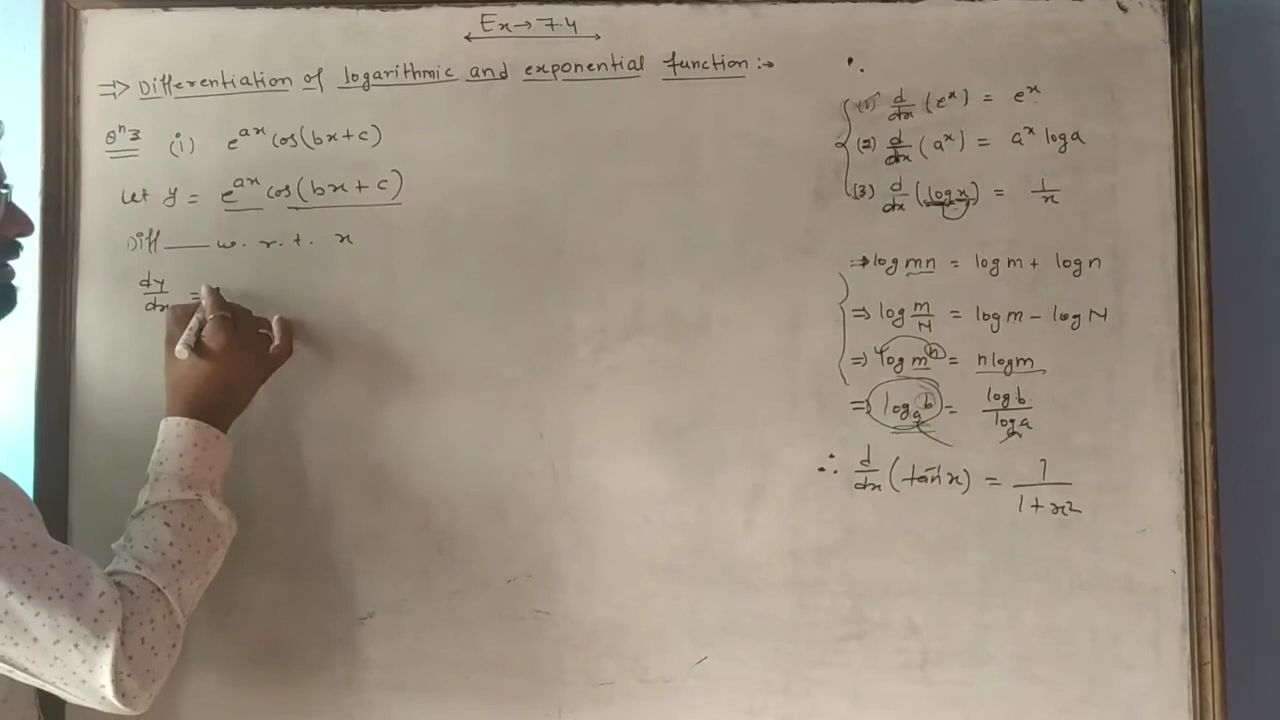 Ex → 7.4
⇒ Differentiation of logarithmic and exponential function :→
Qⁿ3 (i) e^{ax} cos(bx+c)
Let y = e^{ax} cos(bx+c)
Diff —— w. r. t. x
dy/dx =
(1) d/dx (e^x) = e^x
(2) d/dx (a^x) = a^x log a
(3) d/dx (log x) = 1/x
⇒ log mn = log m + log n
⇒ log m/N = log m − log N
⇒ log m^n = n log m
⇒ log_a b = log b / log a
∴ d/dx (tan⁻¹x) = 1/(1+x²)